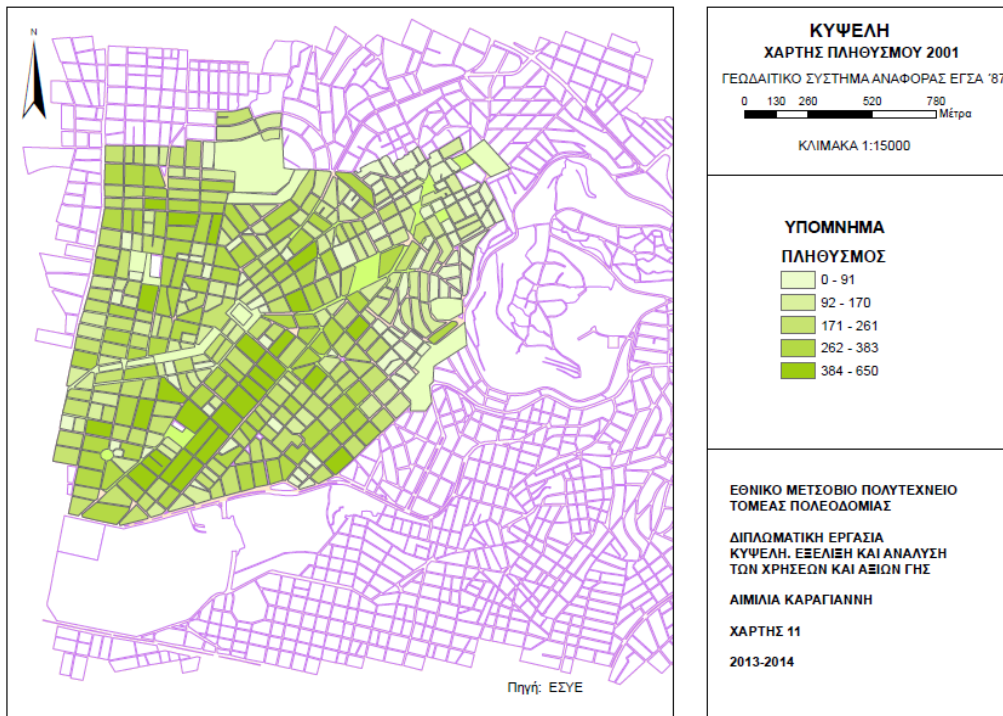 N
Πηγή: ΕΣΥΕ
ΚΥΨΕΛΗ
ΧΑΡΤΗΣ ΠΛΗΘΥΣΜΟΥ 2001
ΓΕΩΔΑΙΤΙΚΟ ΣΥΣΤΗΜΑ ΑΝΑΦΟΡΑΣ ΕΓΣΑ '87
0 130 260 520 780
Μέτρα
ΚΛΙΜΑΚΑ 1:15000
ΥΠΟΜΝΗΜΑ
ΠΛΗΘΥΣΜΟΣ
0 - 91
92 - 170
171 - 261
262 - 383
384 - 650
ΕΘΝΙΚΟ ΜΕΤΣΟΒΙΟ ΠΟΛΥΤΕΧΝΕΙΟ
ΤΟΜΕΑΣ ΠΟΛΕΟΔΟΜΙΑΣ
ΔΙΠΛΩΜΑΤΙΚΗ ΕΡΓΑΣΙΑ
ΚΥΨΕΛΗ. ΕΞΕΛΙΞΗ ΚΑΙ ΑΝΑΛΥΣΗ
ΤΩΝ ΧΡΗΣΕΩΝ ΚΑΙ ΑΞΙΩΝ ΓΗΣ
ΑΙΜΙΛΙΑ ΚΑΡΑΓΙΑΝΝΗ
ΧΑΡΤΗΣ 11
2013-2014